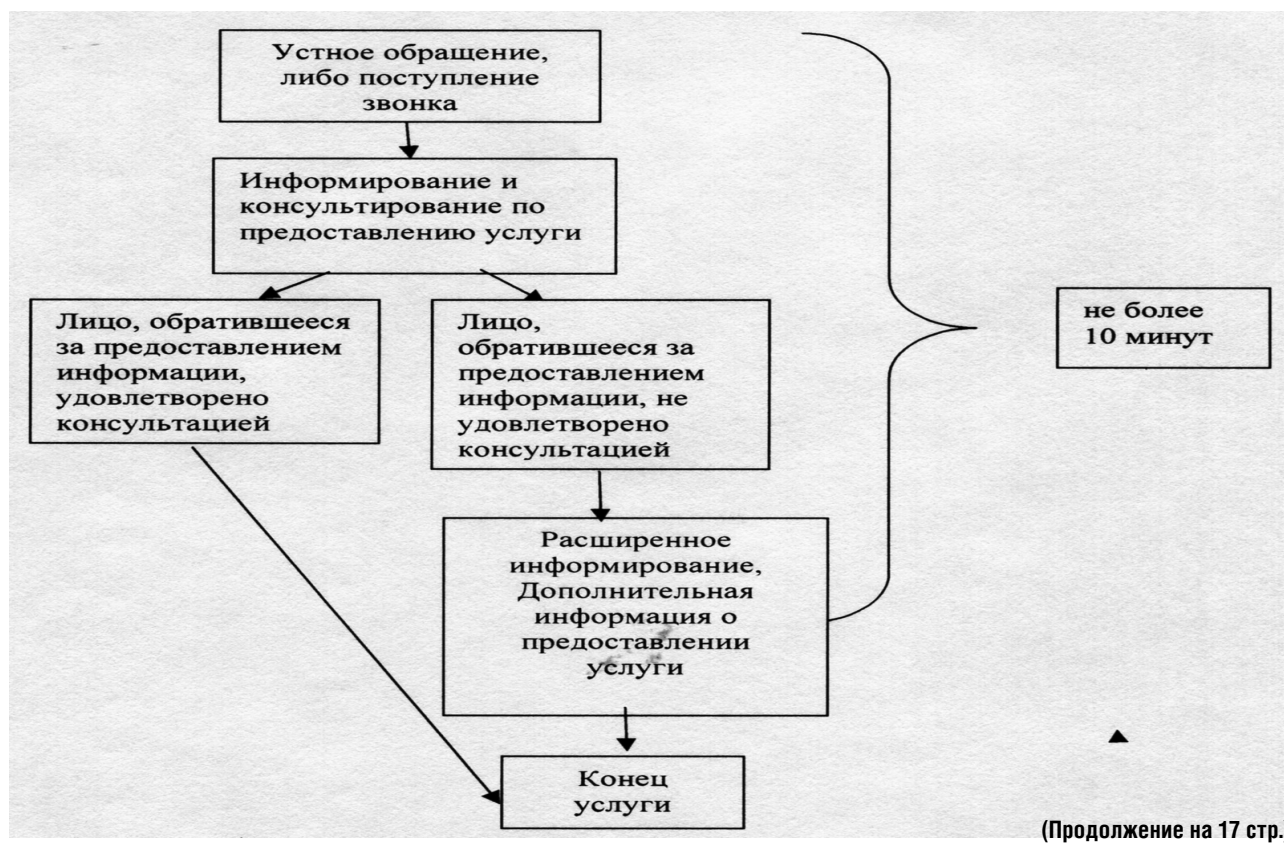 Устное обращение,
либо поступление
звонка
Информирование и
консультирование по
предоставлению услуги
Лицо, обратившееся
за предоставлением
информации,
удовлетворено
консультацией
Лицо,
обратившееся за
предоставлением
информации, не
удовлетворено
консультацией
не более
10 минут
Расширенное
информирование,
Дополнительная
информация о
предоставлении
услуги
Конец
услуги
(Продолжение на 17 стр.